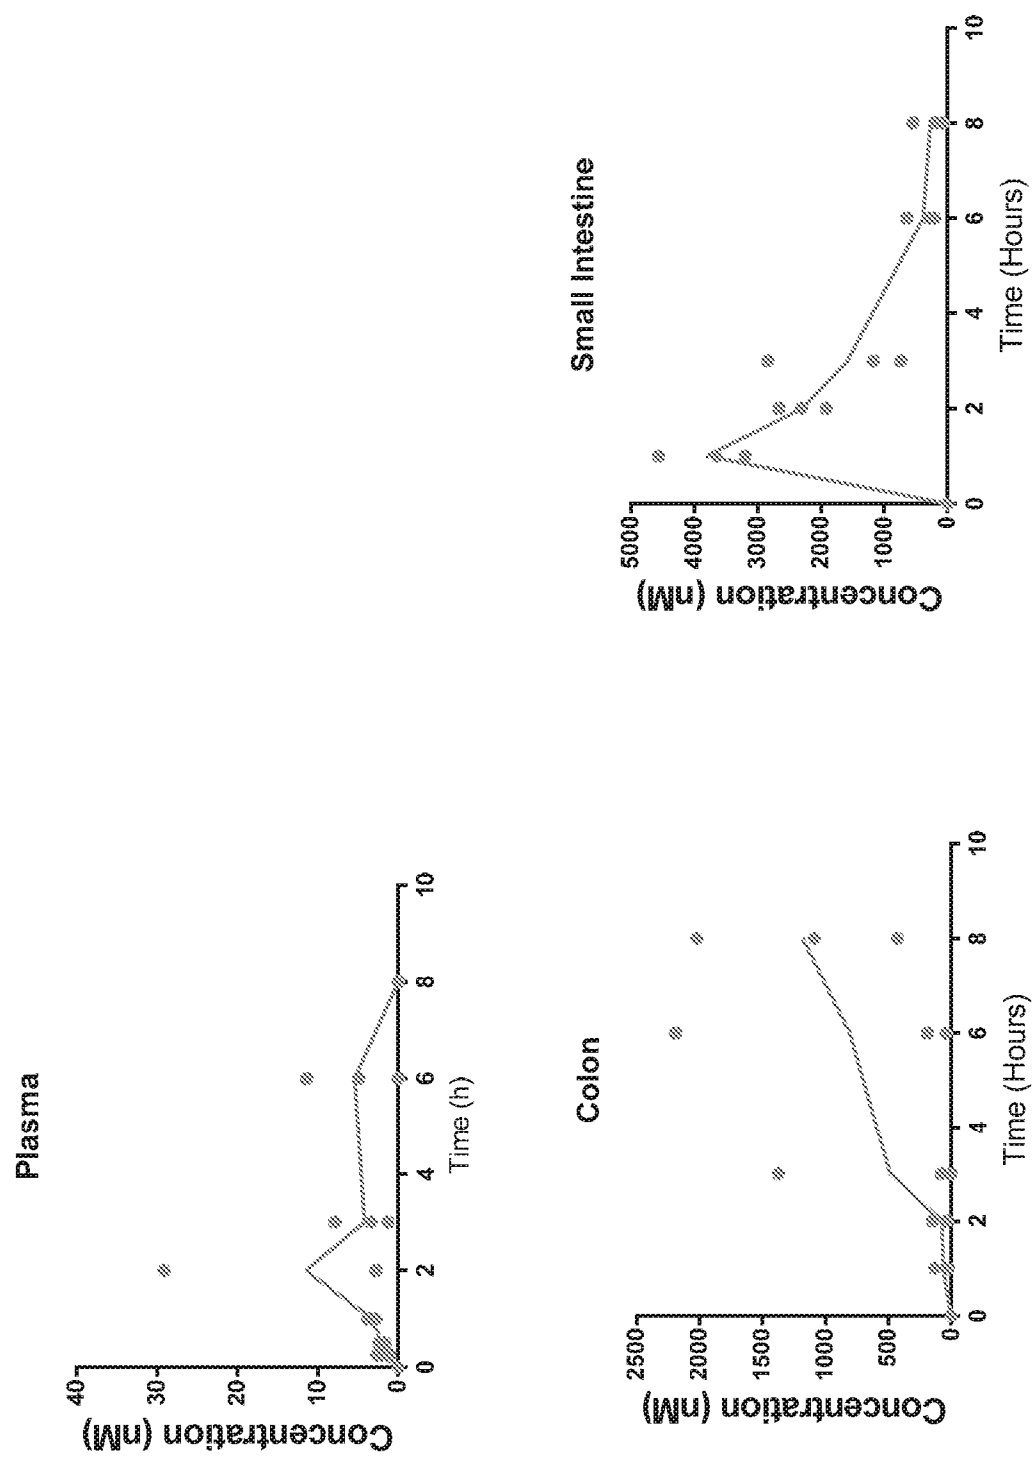 Plasma
Concentration (nM)
40
30
20
10
0
0 2 4 6 8 10
Time (h)
Colon
Concentration (nM)
2500
2000
1500
1000
500
0
0 2 4 6 8 10
Time (Hours)
Small Intestine
Concentration (nM)
5000
4000
3000
2000
1000
0
0 2 4 6 8 10
Time (Hours)